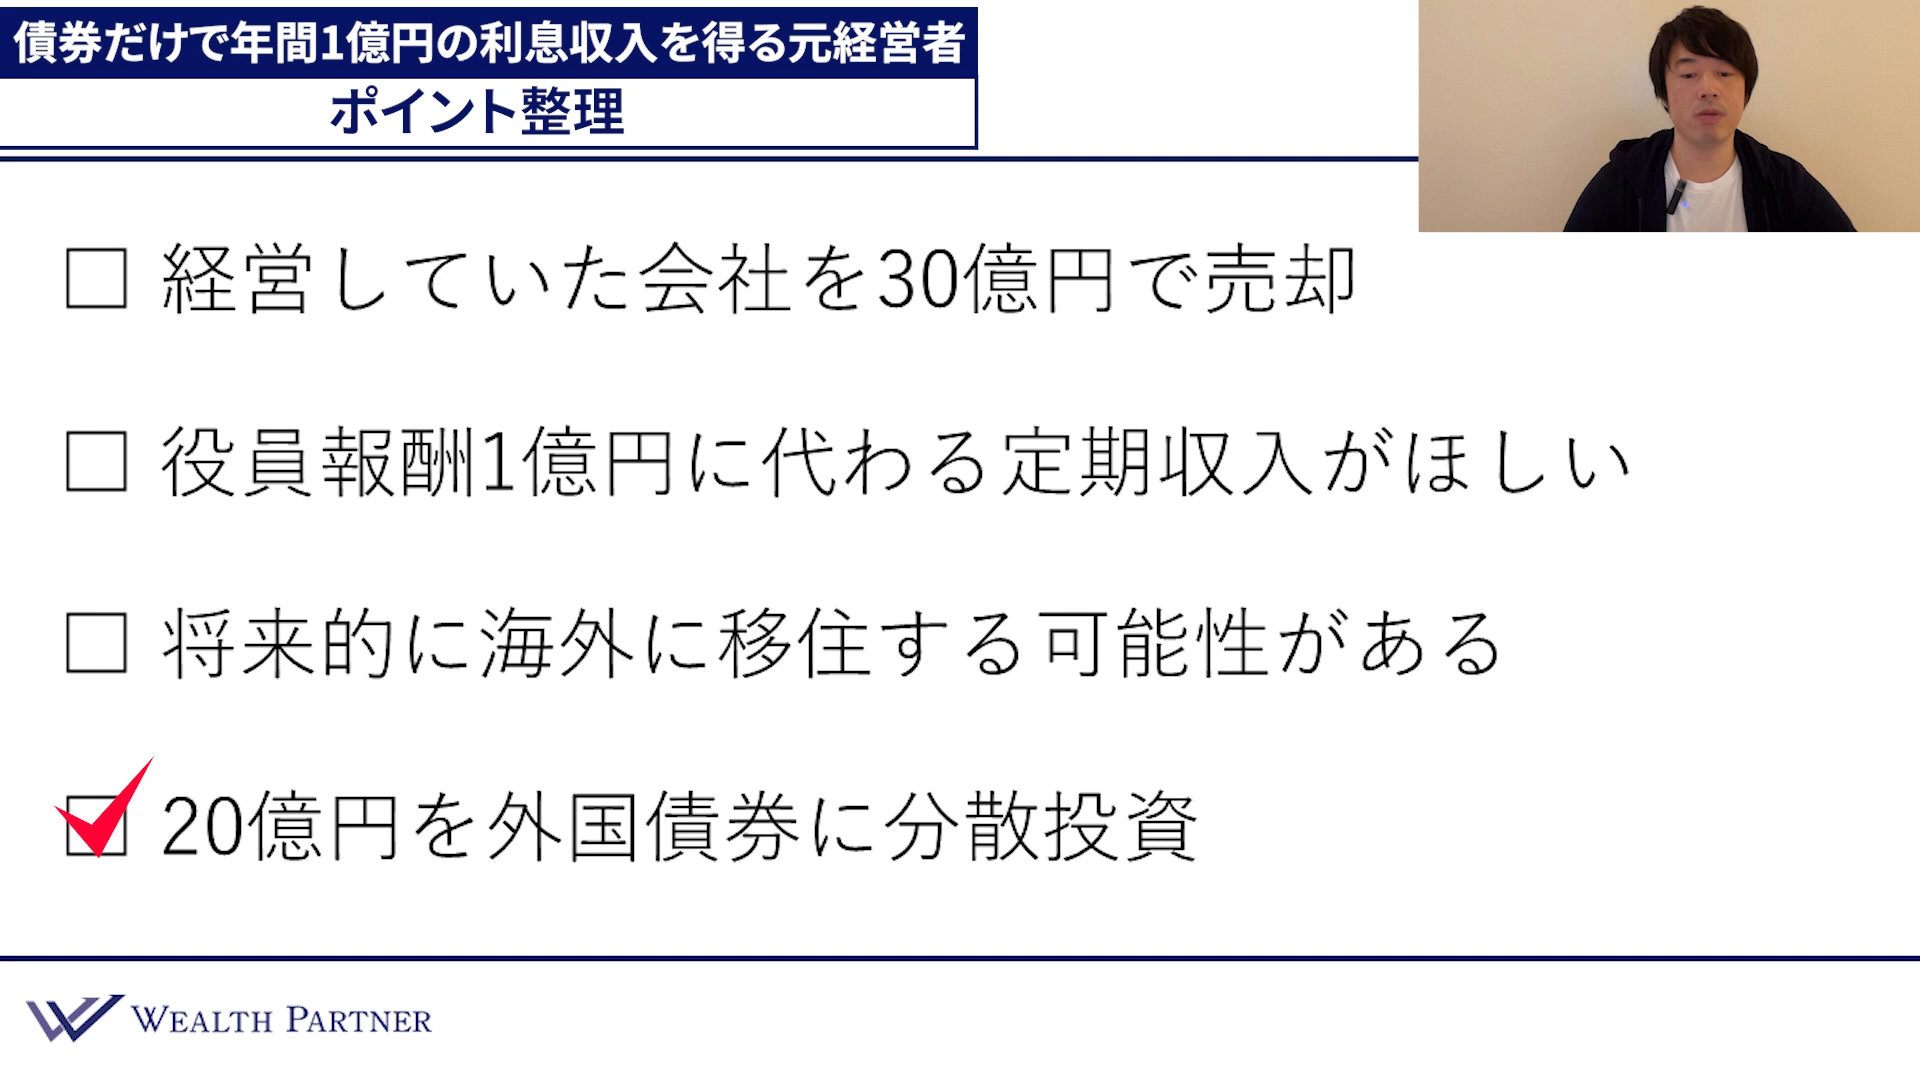 債券だけで年間1億円の利息収入を得る元経営者
ポイント整理
□ 経営していた会社を30億円で売却
□ 役員報酬1億円に代わる定期収入がほしい
□ 将来的に海外に移住する可能性がある
☑ 20億円を外国債券に分散投資
WEALTH PARTNER